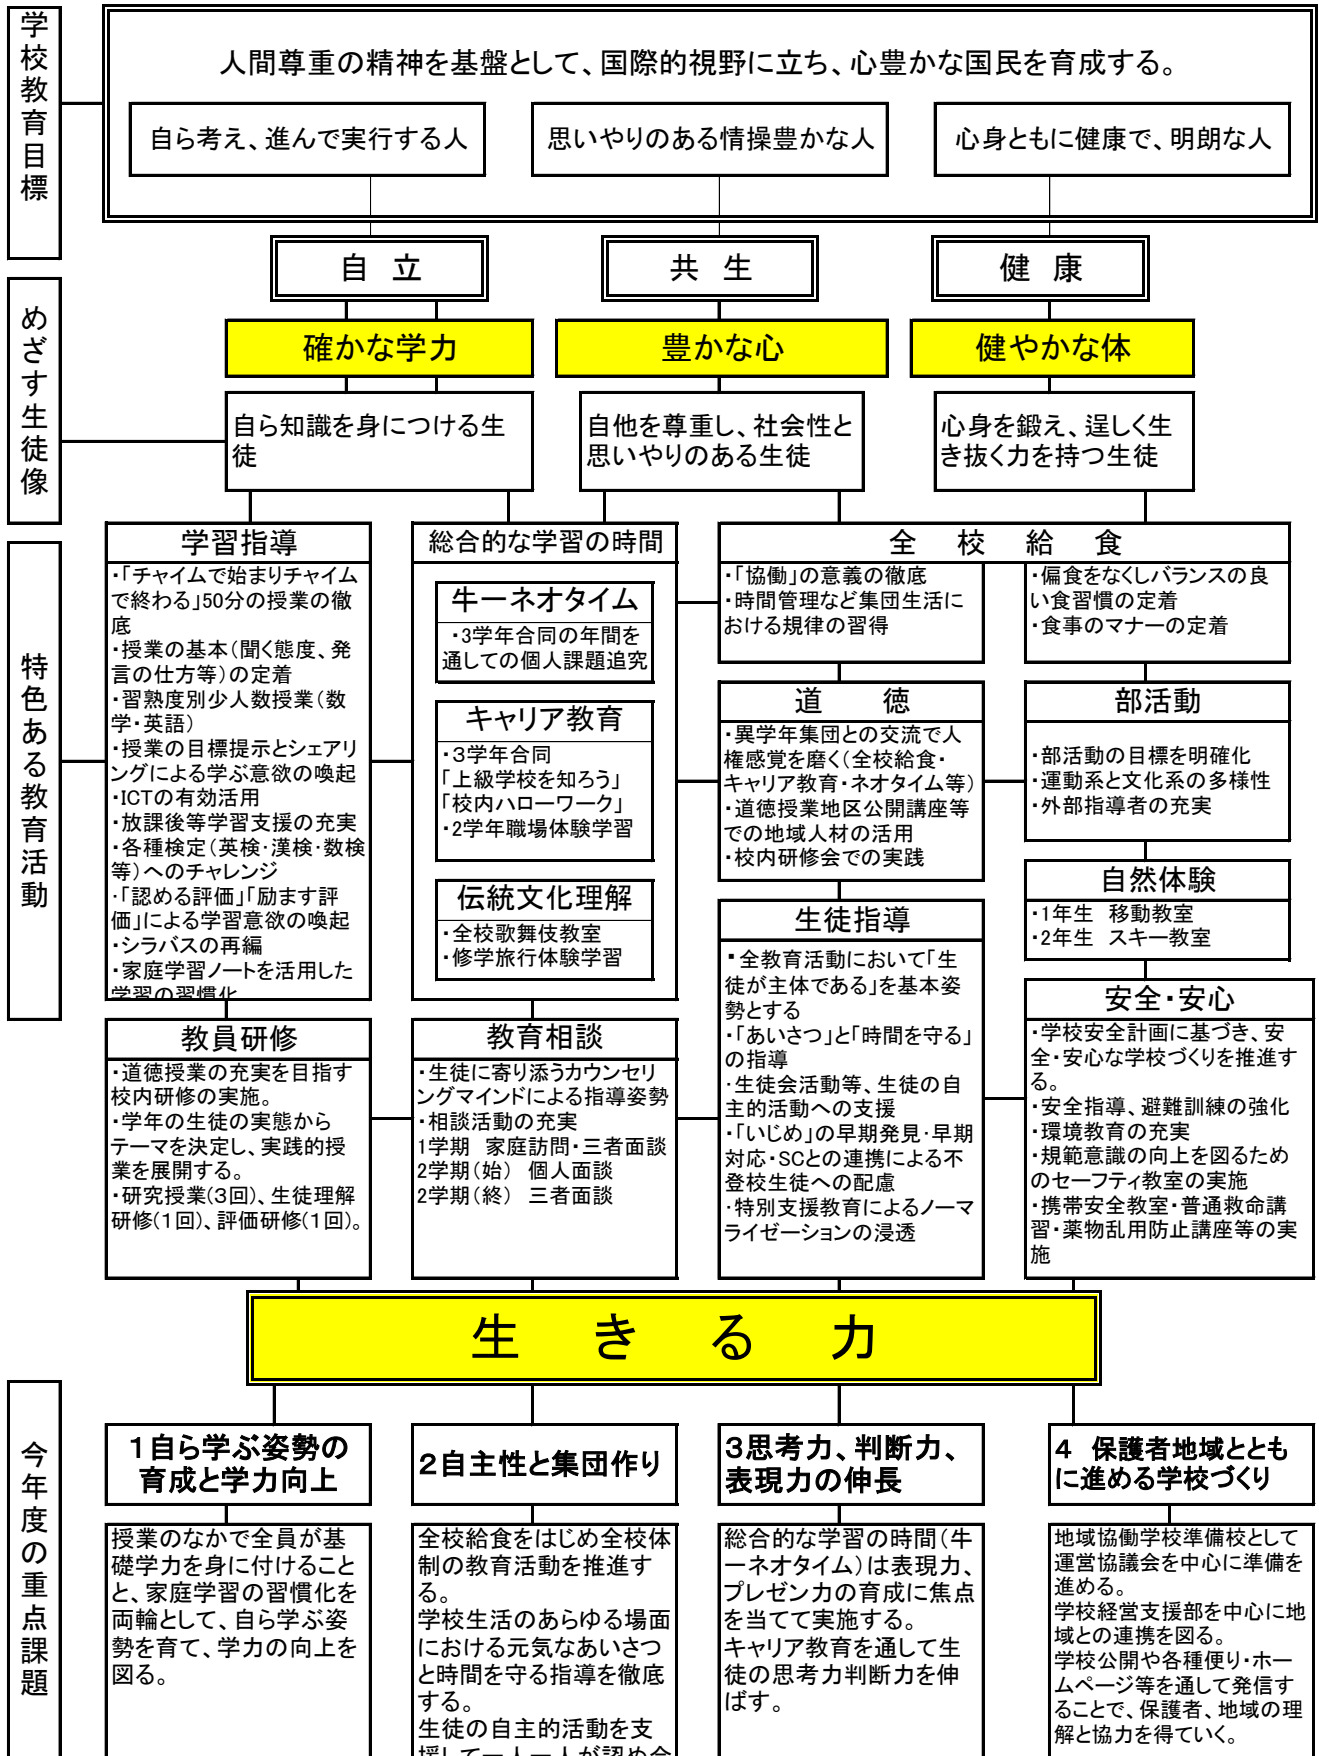 学校教育目標
人間尊重の精神を基盤として、国際的視野に立ち、心豊かな国民を育成する。
自ら考え、進んで実行する人
思いやりのある情操豊かな人
心身ともに健康で、明朗な人
自 立
共 生
健 康
めざす生徒像
確かな学力
豊かな心
健やかな体
自ら知識を身につける生
徒
自他を尊重し、社会性と
思いやりのある生徒
心身を鍛え、逞しく生
き抜く力を持つ生徒
特色ある教育活動
学習指導
・「チャイムで始まりチャイム
で終わる」50分の授業の徹
底
・授業の基本(聞く態度、発
言の仕方等)の定着
・習熟度別少人数授業(数
学・英語)
・授業の目標提示とシェアリ
ングによる学ぶ意欲の喚起
・ICTの有効活用
・放課後等学習支援の充実
・各種検定(英検・漢検・数検
等)へのチャレンジ
・「認める評価」「励ます評
価」による学習意欲の喚起
・シラバスの再編
・家庭学習ノートを活用した
学習の習慣化
総合的な学習の時間
牛ーネオタイム
・3学年合同の年間を
通しての個人課題追究
キャリア教育
・3学年合同
「上級学校を知ろう」
「校内ハローワーク」
・2学年職場体験学習
伝統文化理解
・全校歌舞伎教室
・修学旅行体験学習
全 校 給 食
・「協働」の意義の徹底
・時間管理など集団生活に
おける規律の習得
・偏食をなくしバランスの良
い食習慣の定着
・食事のマナーの定着
道 徳
・異学年集団との交流で人
権感覚を磨く(全校給食・
キャリア教育・ネオタイム等)
・道徳授業地区公開講座等
での地域人材の活用
・校内研修会での実践
部活動
・部活動の目標を明確化
・運動系と文化系の多様性
・外部指導者の充実
自然体験
・1年生 移動教室
・2年生 スキー教室
生徒指導
・全教育活動において「生
徒が主体である」を基本姿
勢とする
・「あいさつ」と「時間を守る」
の指導
・生徒会活動等、生徒の自
主的活動への支援
・「いじめ」の早期発見・早期
対応・SCとの連携による不
登校生徒への配慮
・特別支援教育によるノーマ
ライゼーションの浸透
安全・安心
・学校安全計画に基づき、安
全・安心な学校づくりを推進す
る。
・安全指導、避難訓練の強化
・環境教育の充実
・規範意識の向上を図るため
のセーフティ教室の実施
・携帯安全教室・普通救命講
習・薬物乱用防止講座等の実
施
教員研修
・道徳授業の充実を目指す
校内研修の実施。
・学年の生徒の実態から
テーマを決定し、実践的授
業を展開する。
・研究授業(3回)、生徒理解
研修(1回)、評価研修(1回)。
教育相談
・生徒に寄り添うカウンセリ
ングマインドによる指導姿勢
・相談活動の充実
1学期 家庭訪問・三者面談
2学期(始) 個人面談
2学期(終) 三者面談
生 き る 力
今年度の重点課題
1自ら学ぶ姿勢の
育成と学力向上
2自主性と集団作り
3思考力、判断力、
表現力の伸長
4 保護者地域ととも
に進める学校づくり
授業のなかで全員が基
礎学力を身に付けること
と、家庭学習の習慣化を
両輪として、自ら学ぶ姿
勢を育て、学力の向上を
図る。
全校給食をはじめ全校体
制の教育活動を推進す
る。
学校生活のあらゆる場面
における元気なあいさつ
と時間を守る指導を徹底
する。
生徒の自主的活動を支
援して一人一人が認め合
総合的な学習の時間(牛
ーネオタイム)は表現力、
プレゼン力の育成に焦点
を当てて実施する。
キャリア教育を通して生
徒の思考力判断力を伸
ばす。
地域協働学校準備校として
運営協議会を中心に準備を
進める。
学校経営支援部を中心に地
域との連携を図る。
学校公開や各種便り・ホー
ムページ等を通して発信す
ることで、保護者、地域の理
解と協力を得ていく。